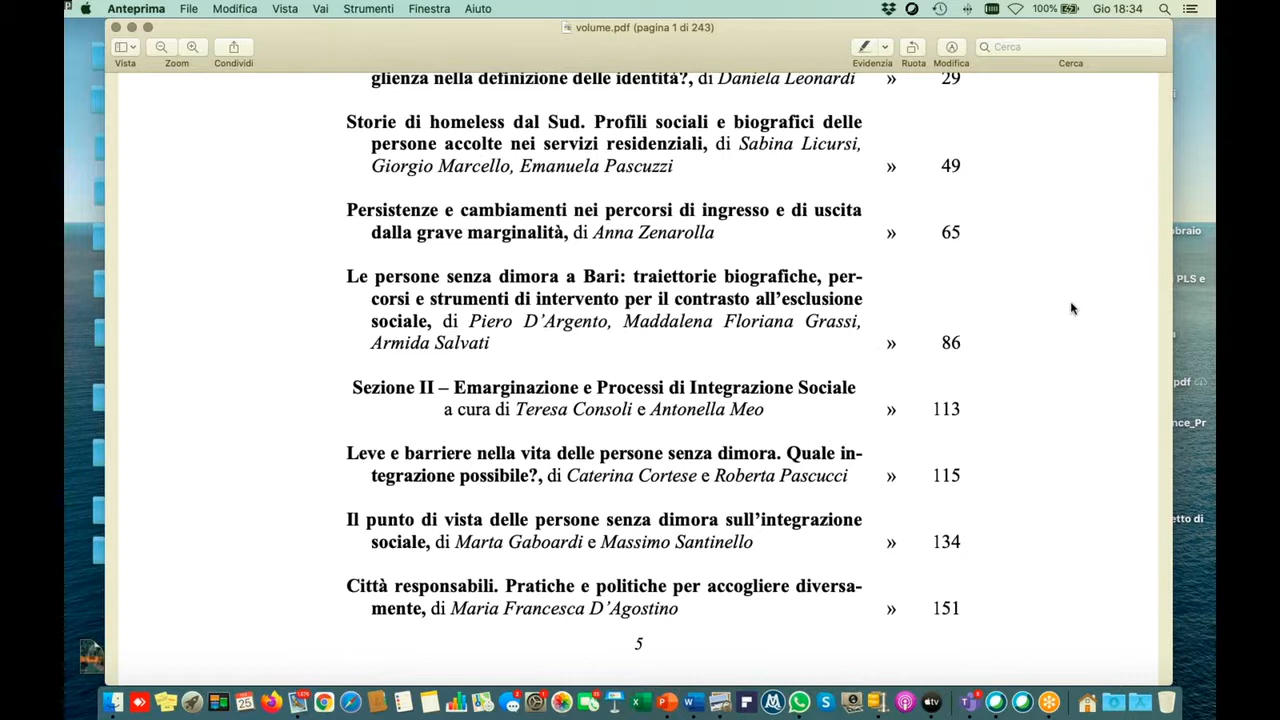 Anteprima File Modifica Vista Vai Strumenti Finestra Aiuto 100% Gio 18:34
volume.pdf (pagina 1 di 243)
Cerca
Vista Zoom Condividi Evidenzia Ruota Modifica Cerca
glienza nella definizione delle identità?, di Daniela Leonardi » 29
Storie di homeless dal Sud. Profili sociali e biografici delle
persone accolte nei servizi residenziali, di Sabina Licursi,
Giorgio Marcello, Emanuela Pascuzzi » 49
Persistenze e cambiamenti nei percorsi di ingresso e di uscita
dalla grave marginalità, di Anna Zenarolla » 65
Le persone senza dimora a Bari: traiettorie biografiche, per-
corsi e strumenti di intervento per il contrasto all’esclusione
sociale, di Piero D’Argento, Maddalena Floriana Grassi,
Armida Salvati » 86
Sezione II – Emarginazione e Processi di Integrazione Sociale
a cura di Teresa Consoli e Antonella Meo » 113
Leve e barriere nella vita delle persone senza dimora. Quale in-
tegrazione possibile?, di Caterina Cortese e Roberta Pascucci » 115
Il punto di vista delle persone senza dimora sull’integrazione
sociale, di Marta Gaboardi e Massimo Santinello » 134
Città responsabili. Pratiche e politiche per accogliere diversa-
mente, di Maria Francesca D’Agostino » 151
5
braio
PLS e
pdf
nce_Pr
etto di